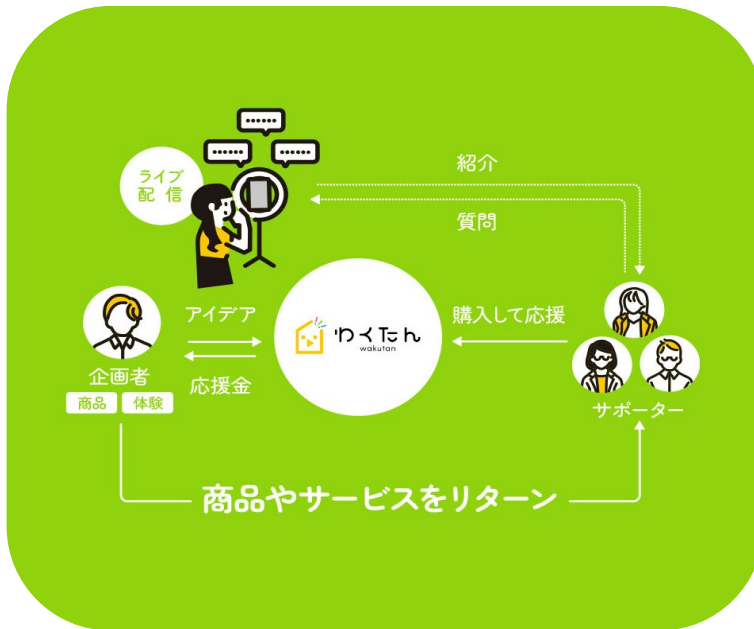 ライブ
配信
紹介
質問
アイデア
わくたん
wakutan
購入して応援
応援金
企画者
商品
体験
サポーター
商品やサービスをリターン